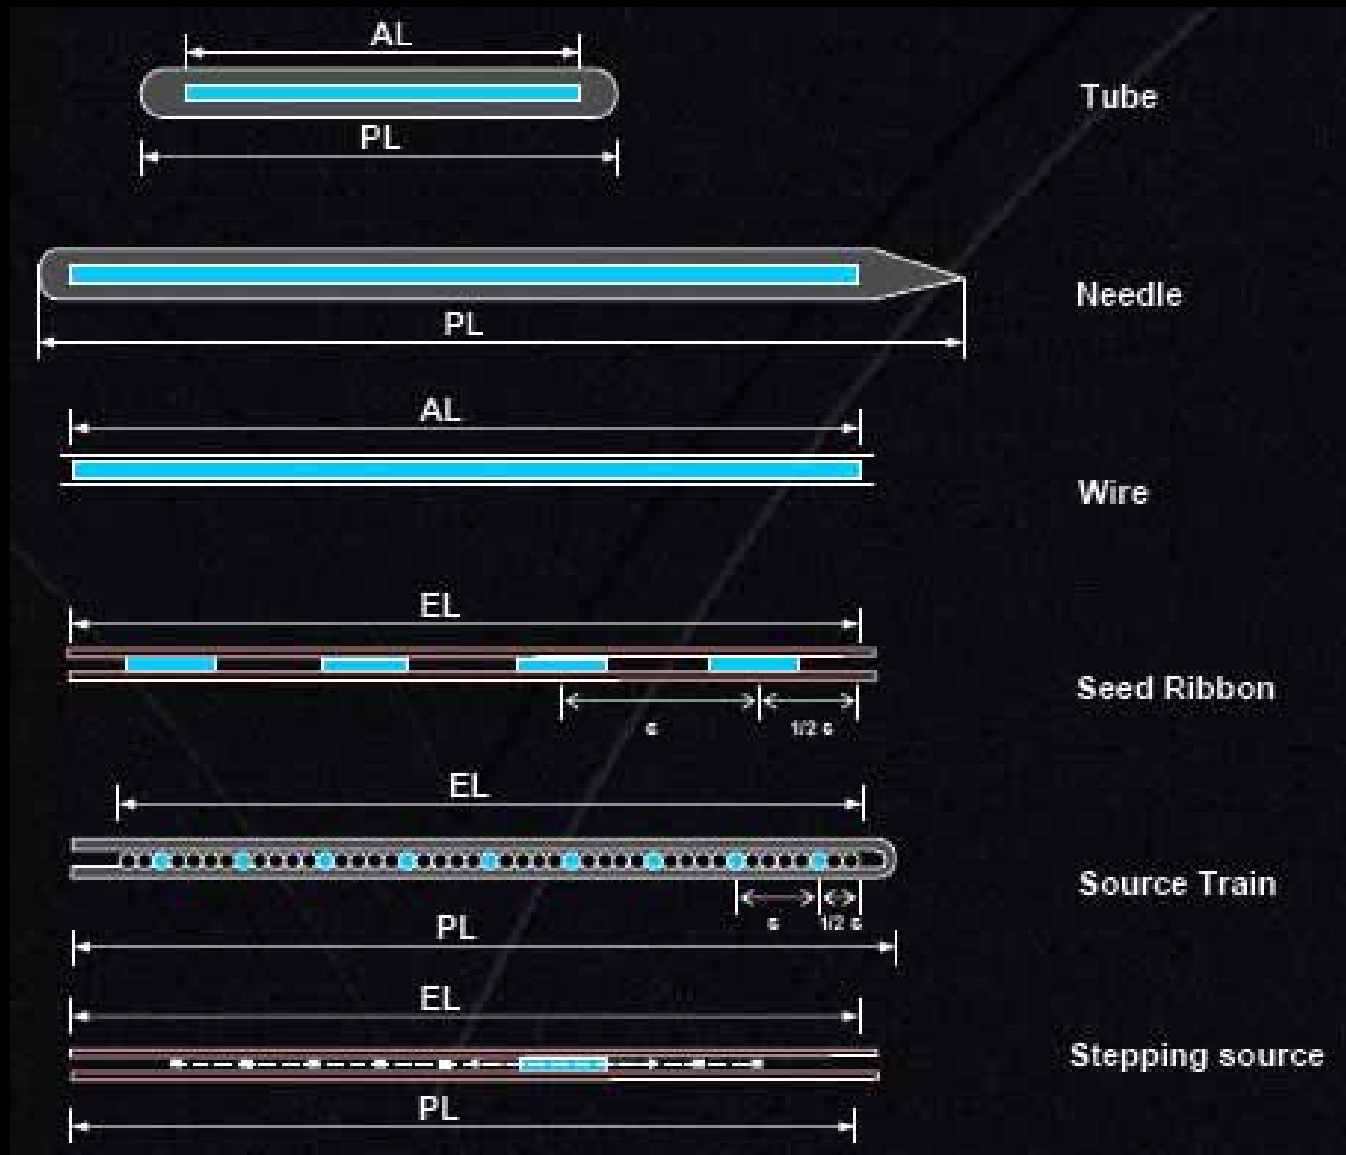 AL
Tube
PL
Needle
PL
AL
Wire
EL
Seed Ribbon
s
1/2 s
EL
Source Train
s
1/2 s
PL
EL
Stepping source
PL